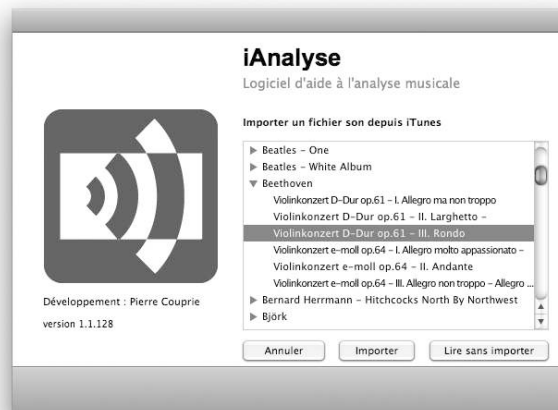 iAnalyse
Logiciel d'aide à l'analyse musicale
Importer un fichier son depuis iTunes
Beatles – One
Beatles – White Album
Beethoven
Violinkonzert D-Dur op.61 – I. Allegro ma non troppo
Violinkonzert D-Dur op.61 – II. Larghetto –
Violinkonzert D-Dur op.61 – III. Rondo
Violinkonzert e-moll op.64 – I. Allegro molto appassionato –
Violinkonzert e-moll op.64 – II. Andante
Violinkonzert e-moll op.64 – III. Allegro non troppo – Allegro ...
Bernard Herrmann – Hitchcocks North By Northwest
Björk
Développement : Pierre Couprie
version 1.1.128
Annuler Importer Lire sans importer